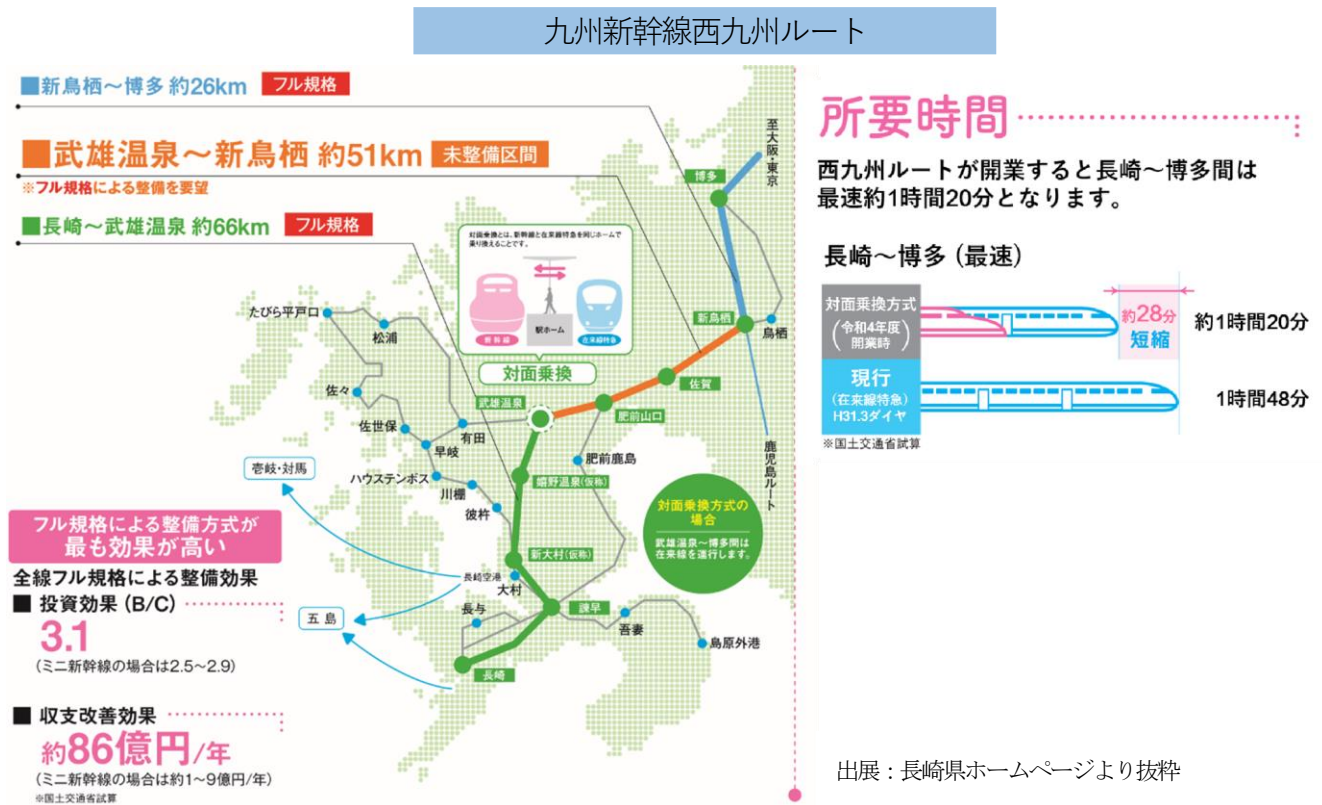 九州新幹線西九州ルート
■新鳥栖～博多 約26km フル規格
■武雄温泉～新鳥栖 約51km 未整備区間
※フル規格による整備を要望
■長崎～武雄温泉 約66km フル規格
対面乗換とは、新幹線と在来線特急を同じホームで
乗り換えることです。
駅ホーム
新幹線
在来線特急
対面乗換
至大阪・東京
博多
新鳥栖
鳥栖
佐賀
肥前山口
武雄温泉
たびら平戸口
松浦
佐々
佐世保
有田
早岐
肥前鹿島
ハウステンボス
川棚
彼杵
嬉野温泉(仮称)
鹿児島ルート
壱岐・対馬
対面乗換方式の
場合
武雄温泉～博多間は
在来線を運行します。
新大村(仮称)
長崎空港
大村
諫早
長与
五島
吾妻
島原外港
長崎
フル規格による整備方式が
最も効果が高い
全線フル規格による整備効果
■ 投資効果 (B/C)
3.1
(ミニ新幹線の場合は2.5～2.9)
■ 収支改善効果
約86億円/年
(ミニ新幹線の場合は約1～9億円/年)
※国土交通省試算
所要時間
西九州ルートが開業すると長崎～博多間は
最速約1時間20分となります。
長崎～博多 (最速)
対面乗換方式
(令和4年度
開業時)
約28分
短縮
約1時間20分
現行
(在来線特急)
H31.3ダイヤ
1時間48分
※国土交通省試算
出展：長崎県ホームページより抜粋